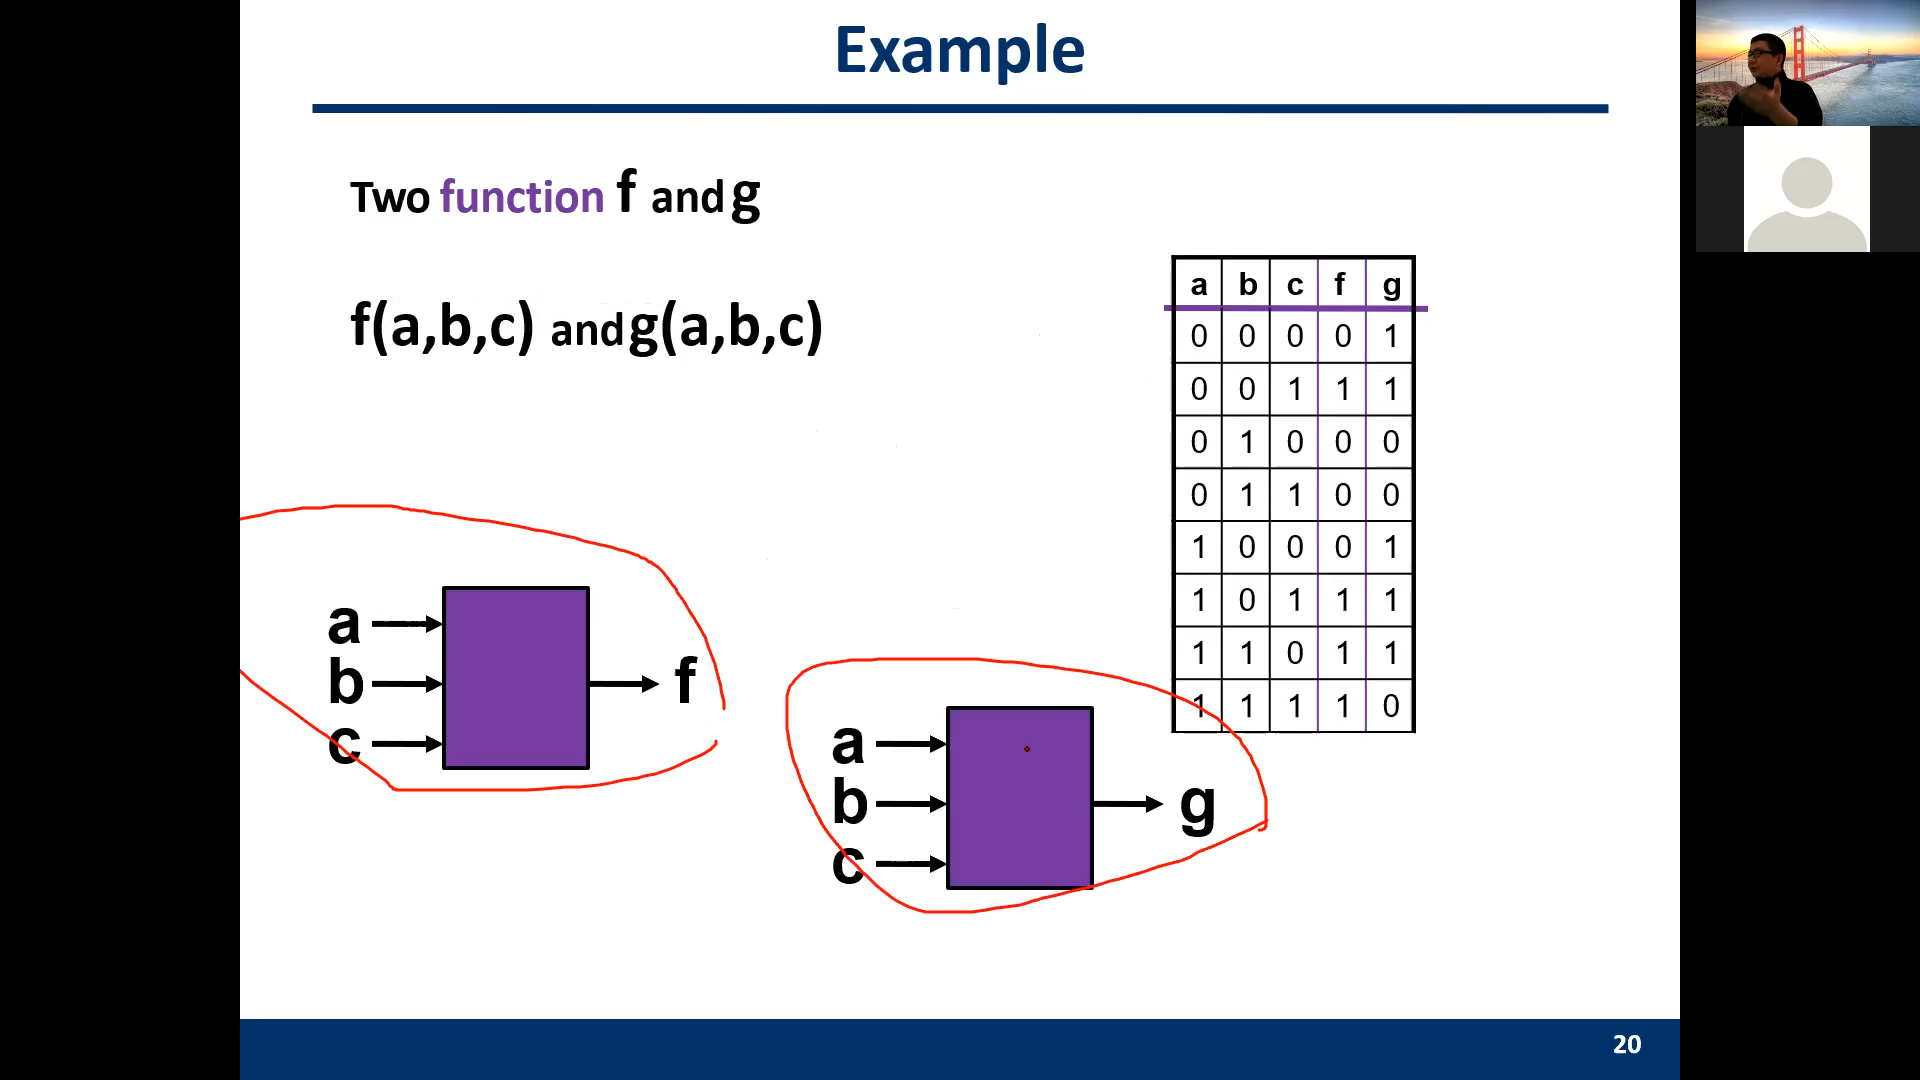 Example
Two function f and g
f(a,b,c) and g(a,b,c)
a b c f g
0 0 0 0 1
0 0 1 1 1
0 1 0 0 0
0 1 1 0 0
1 0 0 0 1
1 0 1 1 1
1 1 0 1 1
1 1 1 1 0
a
b
c
f
a
b
c
g
20